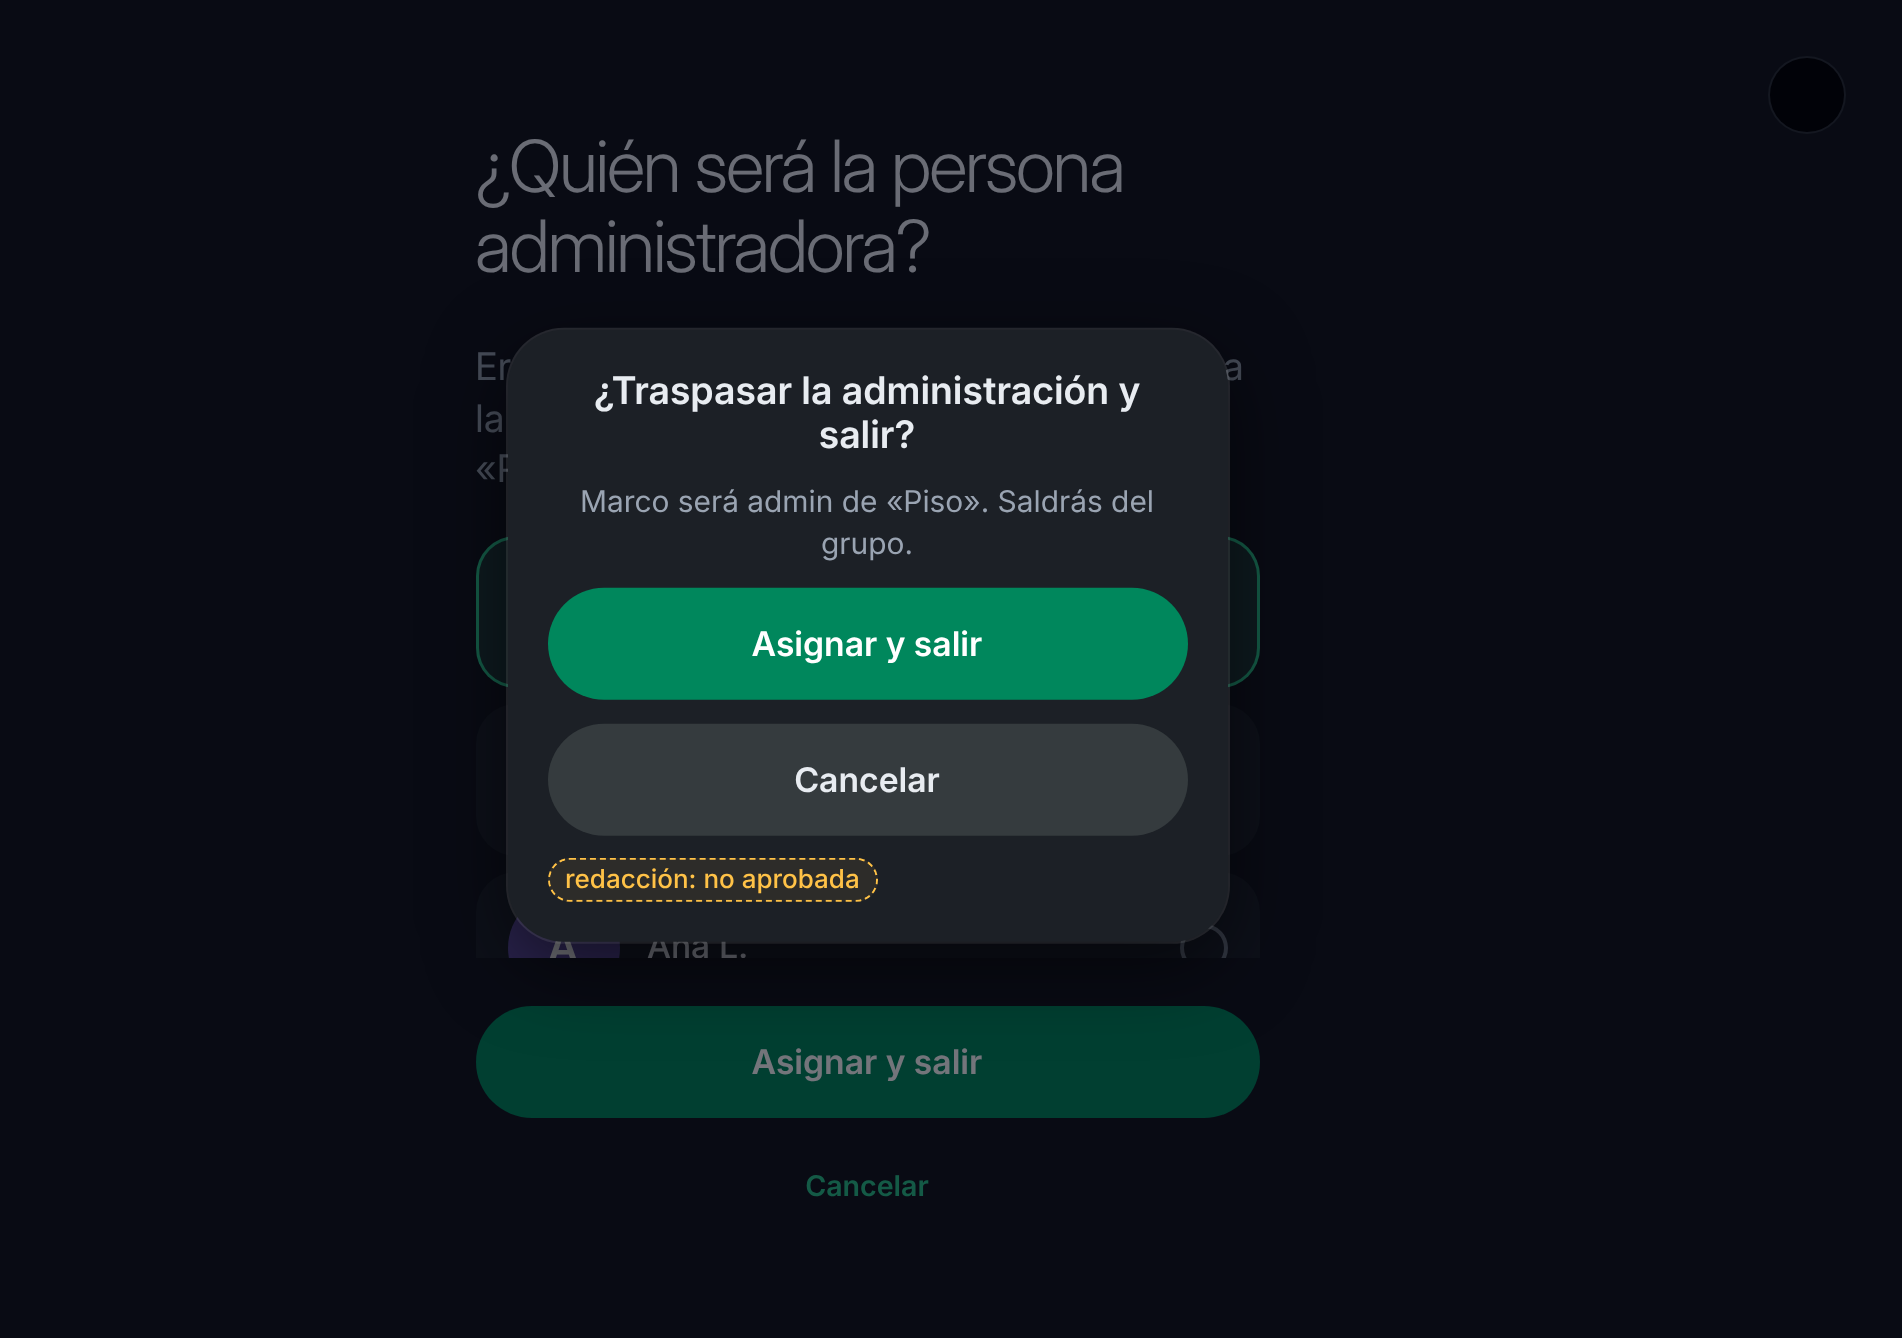 ¿Quién será la persona
administradora?
¿Traspasar la administración y
salir?
Marco será admin de «Piso». Saldrás del
grupo.
Asignar y salir
Cancelar
redacción: no aprobada
Ana L.
Asignar y salir
Cancelar